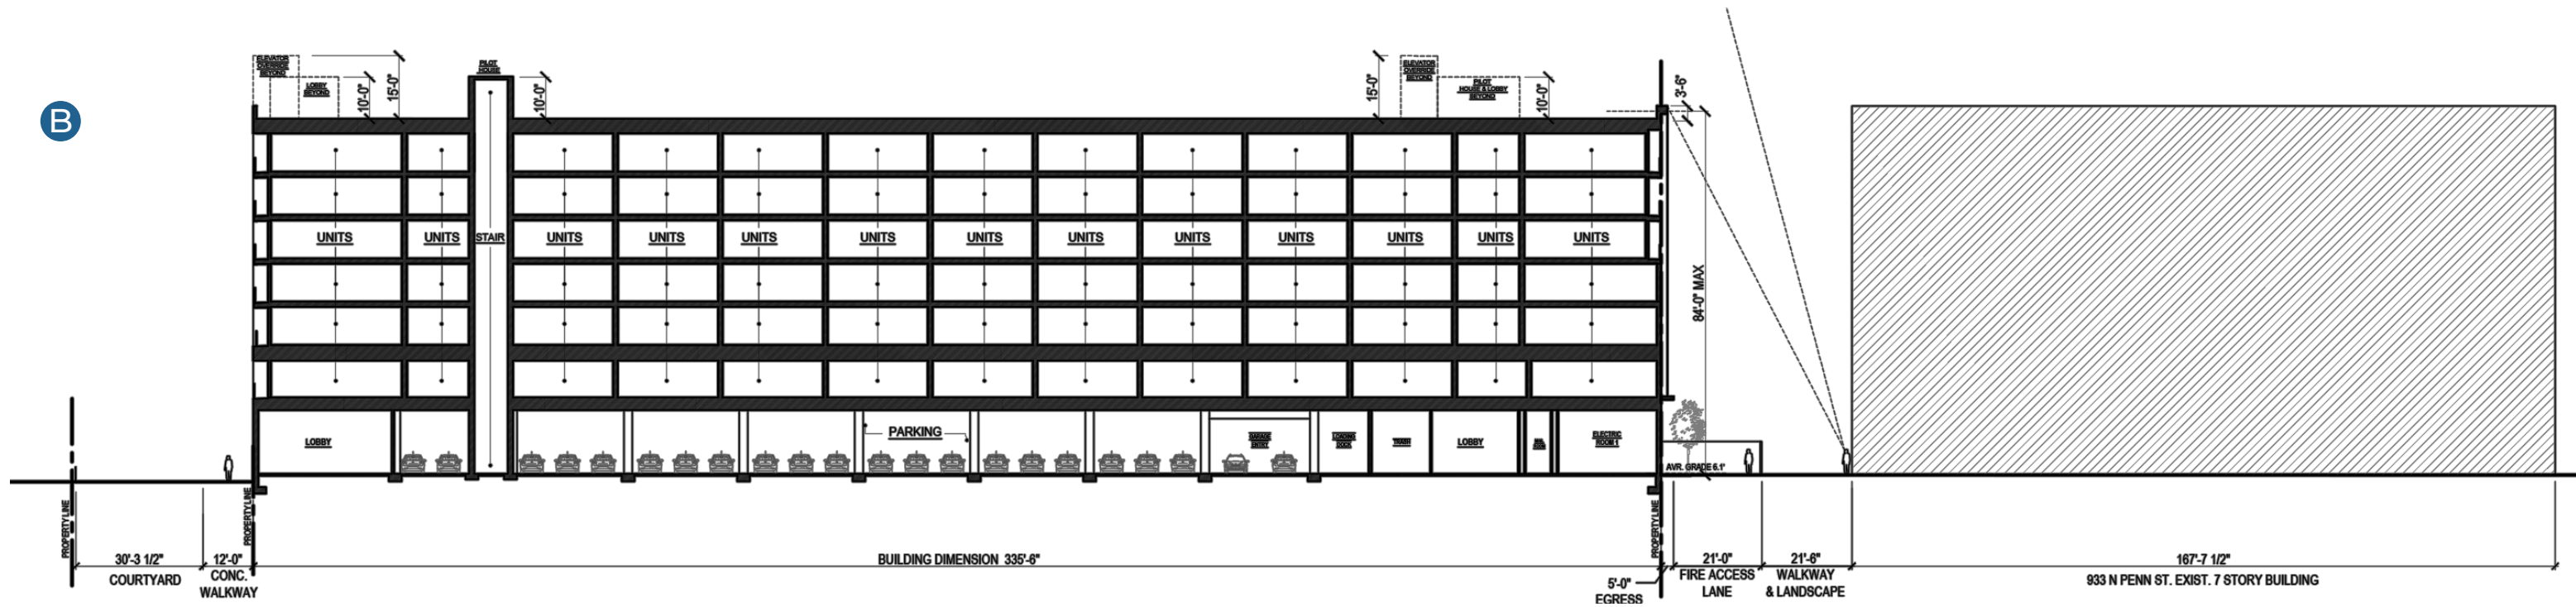 B
ELEVATOR
OVERRIDE
BEYOND
LOBBY
BEYOND
10'-0"
15'-0"
PILOT
HOUSE
10'-0"
15'-0"
ELEVATOR
OVERRIDE
BEYOND
PILOT
HOUSE & LOBBY
BEYOND
10'-0"
3'-6"
UNITS
UNITS
STAIR
UNITS
UNITS
UNITS
UNITS
UNITS
UNITS
UNITS
UNITS
UNITS
UNITS
UNITS
84'-0" MAX
LOBBY
PARKING
GARAGE
ENTRY
LOADING
DOCK
TRASH
LOBBY
ELECTRIC
ROOM 1
AVR. GRADE 6.1'
PROPERTY LINE
PROPERTY LINE
PROPERTY LINE
30'-3 1/2"
COURTYARD
12'-0"
CONC.
WALKWAY
BUILDING DIMENSION 335'-6"
5'-0"
EGRESS
21'-0"
FIRE ACCESS
LANE
21'-6"
WALKWAY
& LANDSCAPE
167'-7 1/2"
933 N PENN ST. EXIST. 7 STORY BUILDING